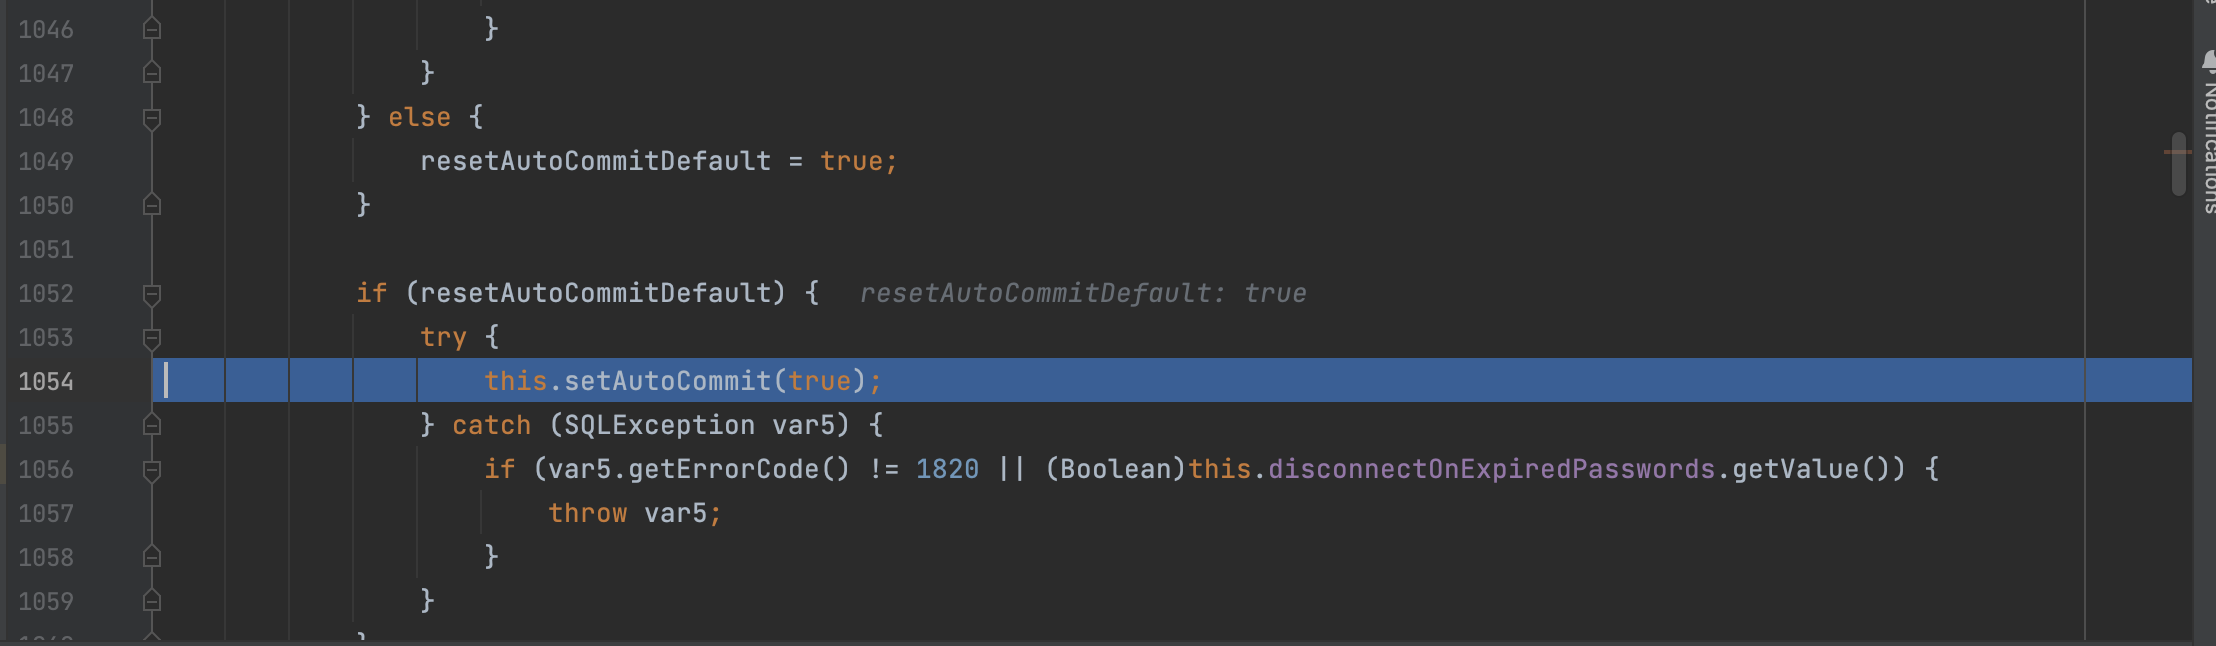 1046 }
1047 }
1048 } else {
1049 resetAutoCommitDefault = true;
1050 }
1051
1052 if (resetAutoCommitDefault) { resetAutoCommitDefault: true
1053 try {
1054 this.setAutoCommit(true);
1055 } catch (SQLException var5) {
1056 if (var5.getErrorCode() != 1820 || (Boolean)this.disconnectOnExpiredPasswords.getValue()) {
1057 throw var5;
1058 }
1059 }
}
Notifications